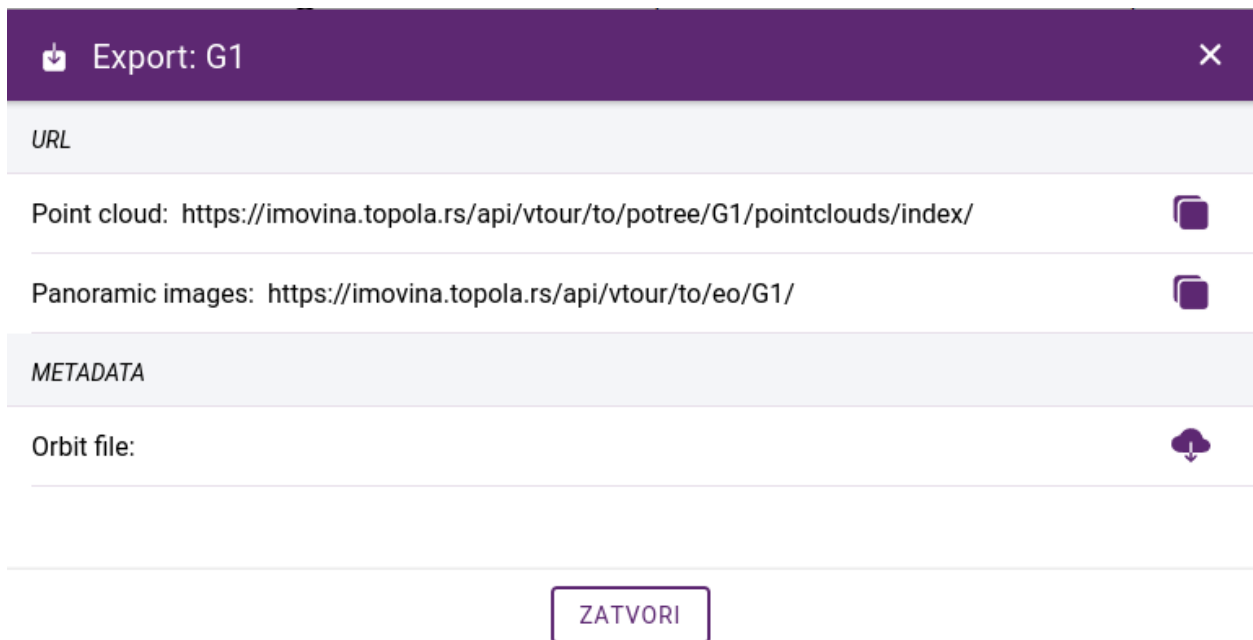 Export: G1
URL
Point cloud: https://imovina.topola.rs/api/vtour/to/potree/G1/pointclouds/index/
Panoramic images: https://imovina.topola.rs/api/vtour/to/eo/G1/
METADATA
Orbit file:
ZATVORI